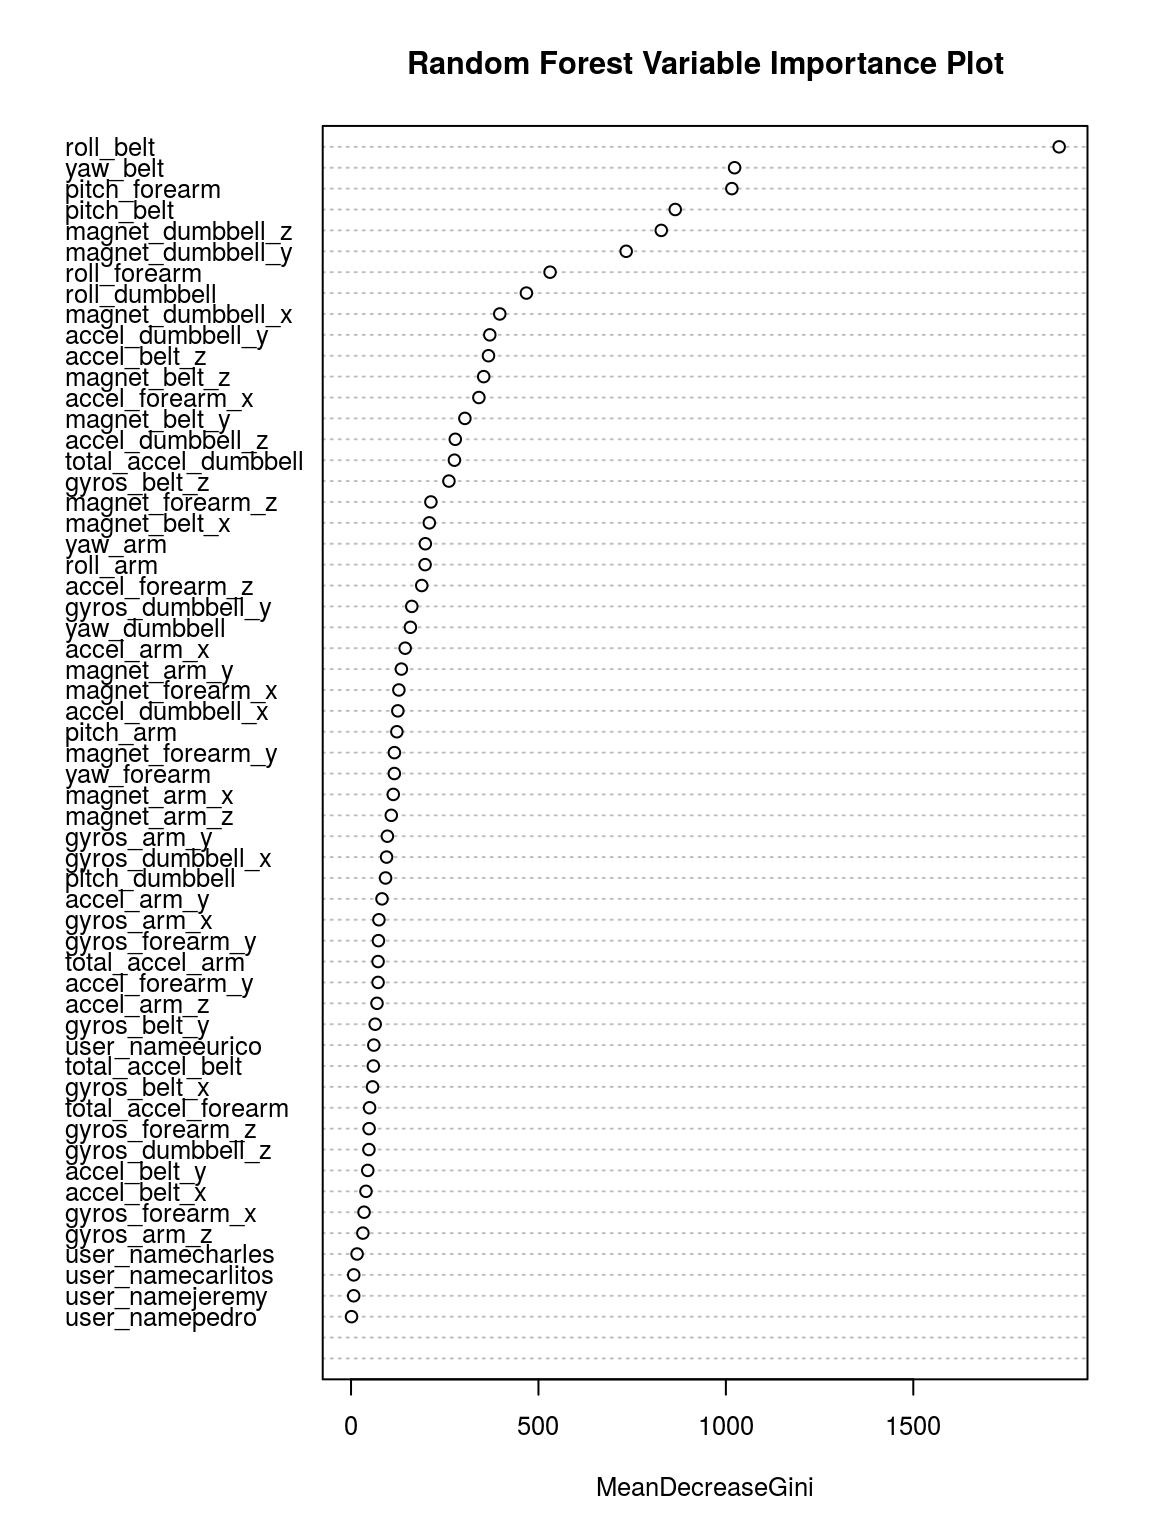 Random Forest Variable Importance Plot
roll_belt
yaw_belt
pitch_forearm
pitch_belt
magnet_dumbbell_z
magnet_dumbbell_y
roll_forearm
roll_dumbbell
magnet_dumbbell_x
accel_dumbbell_y
accel_belt_z
magnet_belt_z
accel_forearm_x
magnet_belt_y
accel_dumbbell_z
total_accel_dumbbell
gyros_belt_z
magnet_forearm_z
magnet_belt_x
yaw_arm
roll_arm
accel_forearm_z
gyros_dumbbell_y
yaw_dumbbell
accel_arm_x
magnet_arm_y
magnet_forearm_x
accel_dumbbell_x
pitch_arm
magnet_forearm_y
yaw_forearm
magnet_arm_x
magnet_arm_z
gyros_arm_y
gyros_dumbbell_x
pitch_dumbbell
accel_arm_y
gyros_arm_x
gyros_forearm_y
total_accel_arm
accel_forearm_y
accel_arm_z
gyros_belt_y
user_nameeurico
total_accel_belt
gyros_belt_x
total_accel_forearm
gyros_forearm_z
gyros_dumbbell_z
accel_belt_y
accel_belt_x
gyros_forearm_x
gyros_arm_z
user_namecharles
user_namecarlitos
user_namejeremy
user_namepedro
0 500 1000 1500
MeanDecreaseGini